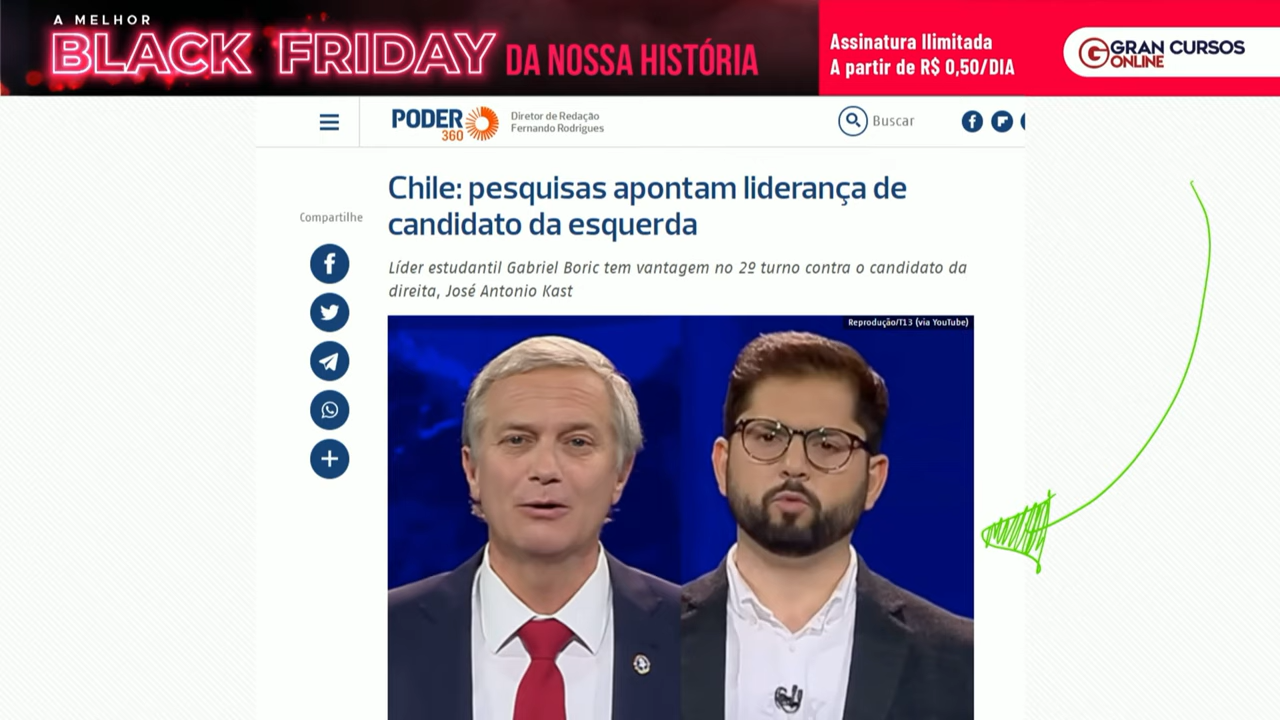 A MELHOR
BLACK FRIDAY DA NOSSA HISTÓRIA
Assinatura Ilimitada
A partir de R$ 0,50/DIA
GRAN CURSOS
ONLINE
PODER
360
Diretor de Redação
Fernando Rodrigues
Buscar
Chile: pesquisas apontam liderança de
candidato da esquerda
Compartilhe
Líder estudantil Gabriel Boric tem vantagem no 2º turno contra o candidato da
direita, José Antonio Kast
Reprodução/T13 (via YouTube)